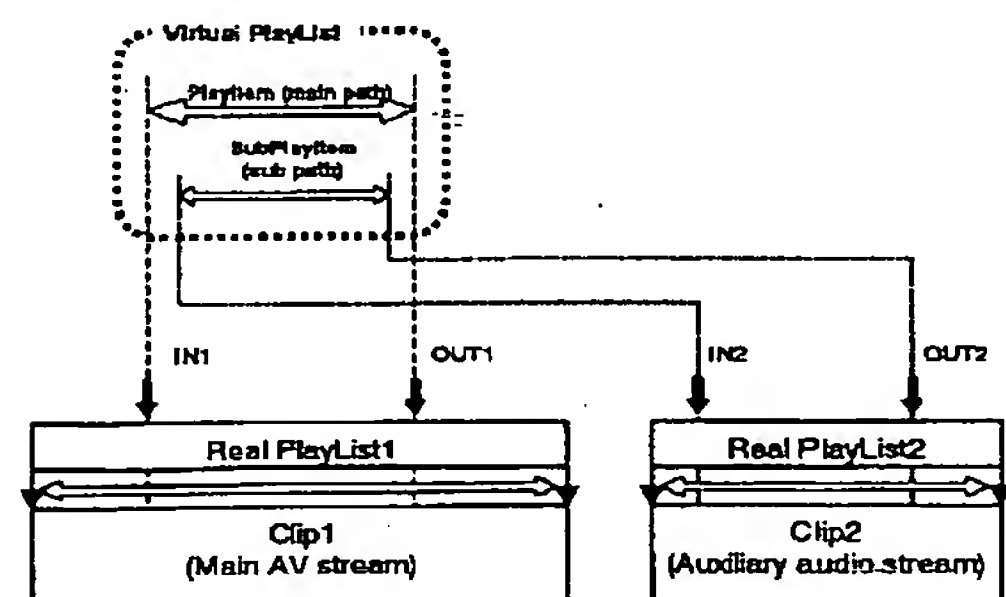 Virtual PlayList
PlayItem (main path)
SubPlayItem
(sub path)
IN1
OUT1
IN2
OUT2
Real PlayList1
Real PlayList2
Clip1
(Main AV stream)
Clip2
(Auxiliary audio stream)